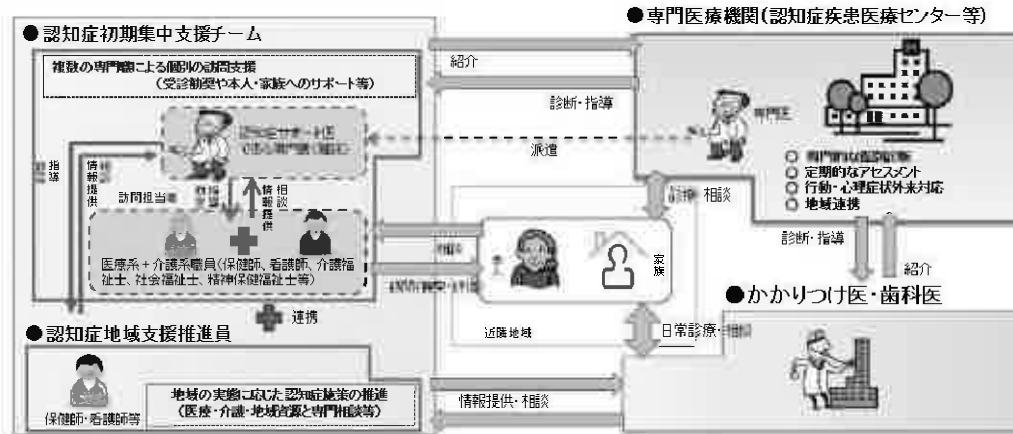 ●認知症初期集中支援チーム
複数の専門職による個別の訪問支援
(受診勧奨や本人・家族へのサポート等)
訪問担当者
相談
情報提供
指導
情報提供
医療系+介護系職員(保健師、看護師、介護福
祉士、社会福祉士、精神保健福祉士等)
連携
●認知症地域支援推進員
保健師・看護師等
地域の実態に応じた認知症施策の推進
(医療・介護・地域資源と専門相談等)
紹介
診断・指導
派遣
診療・相談
本人
家族
近隣地域
日常診療・相談
情報提供・相談
●専門医療機関(認知症疾患医療センター等)
専門医
○
○ 定期的なアセスメント
○ 行動・心理症状外来対応
○ 地域連携
診断・指導
紹介
●かかりつけ医・歯科医